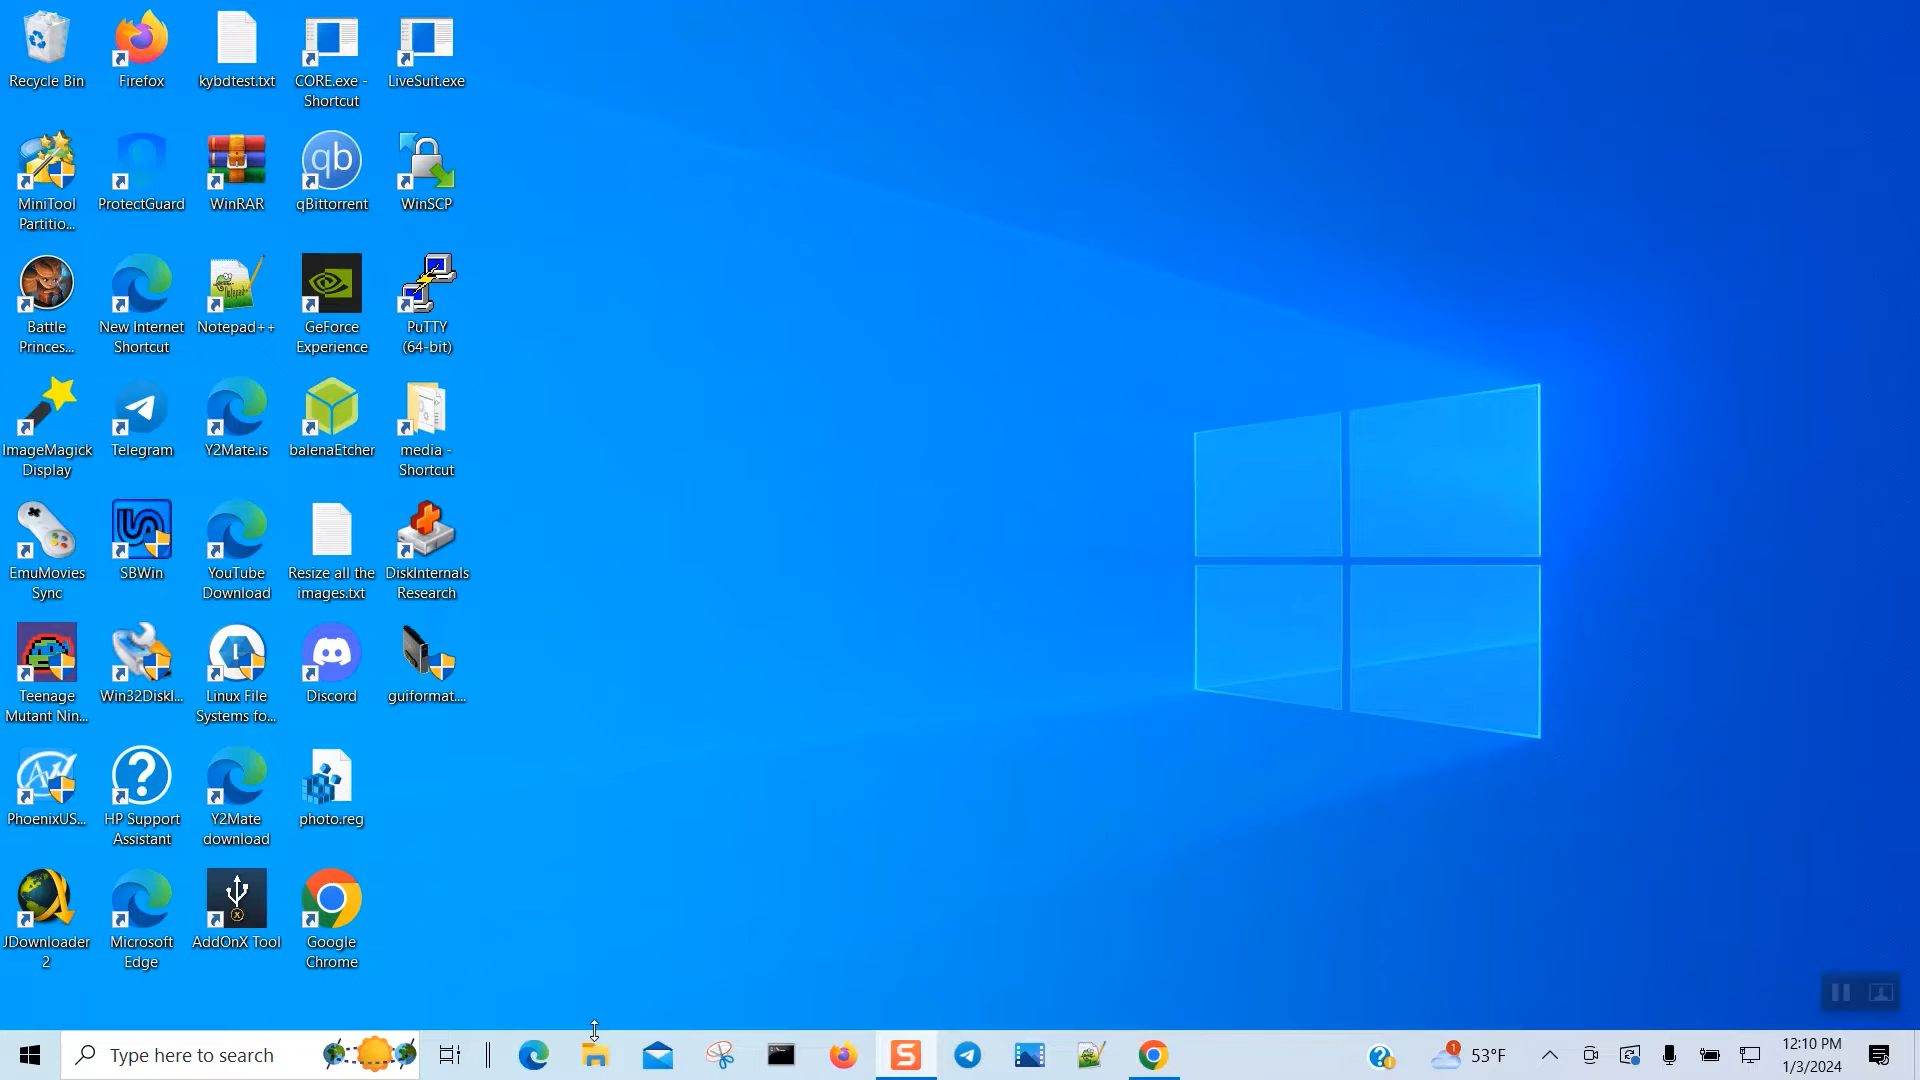 Recycle Bin
Firefox
kybdtest.txt
CORE.exe -
Shortcut
LiveSuit.exe
MiniTool
Partitio...
ProtectGuard
WinRAR
qb
qBittorrent
WinSCP
Battle
Princes...
New Internet
Shortcut
Notepad++
GeForce
Experience
PuTTY
(64-bit)
ImageMagick
Display
Telegram
Y2Mate.is
balenaEtcher
media -
Shortcut
EmuMovies
Sync
SBWin
YouTube
Download
Resize all the
images.txt
DiskInternals
Research
Teenage
Mutant Nin...
Win32DiskI...
Linux File
Systems fo...
Discord
guiformat....
PhoenixUS...
HP Support
Assistant
Y2Mate
download
photo.reg
JDownloader
2
Microsoft
Edge
AddOnX Tool
Google
Chrome
Type here to search
S
1
53°F
12:10 PM
1/3/2024